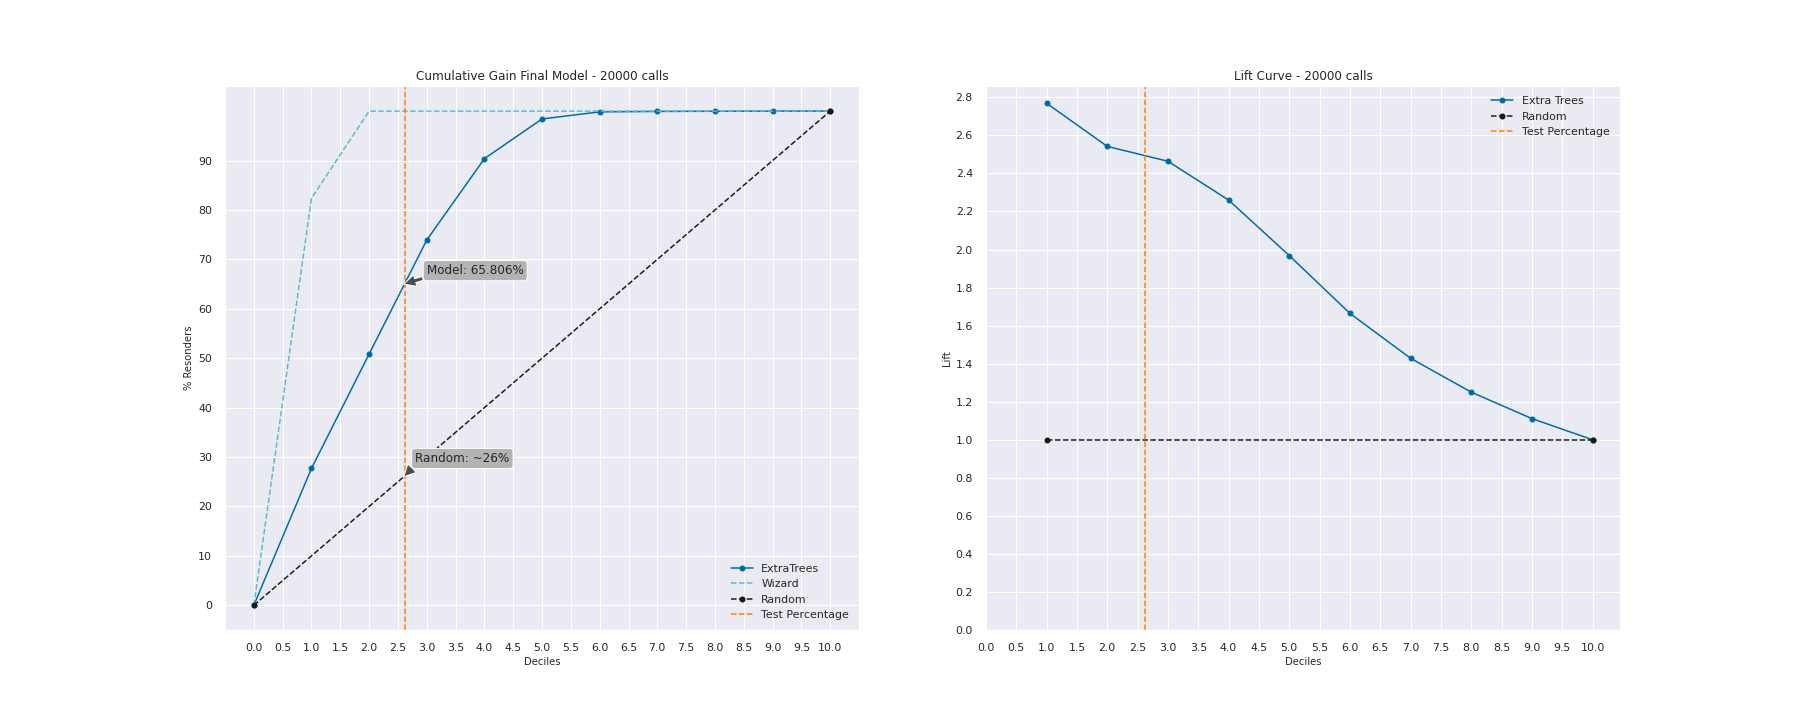 Cumulative Gain Final Model - 20000 calls
% Resonders
90
80
70
60
50
40
30
20
10
0
Model: 65.806%
Random: ~26%
ExtraTrees
Wizard
Random
Test Percentage
0.0 0.5 1.0 1.5 2.0 2.5 3.0 3.5 4.0 4.5 5.0 5.5 6.0 6.5 7.0 7.5 8.0 8.5 9.0 9.5 10.0
Deciles
Lift Curve - 20000 calls
Lift
2.8
2.6
2.4
2.2
2.0
1.8
1.6
1.4
1.2
1.0
0.8
0.6
0.4
0.2
0.0
Extra Trees
Random
Test Percentage
0.0 0.5 1.0 1.5 2.0 2.5 3.0 3.5 4.0 4.5 5.0 5.5 6.0 6.5 7.0 7.5 8.0 8.5 9.0 9.5 10.0
Deciles